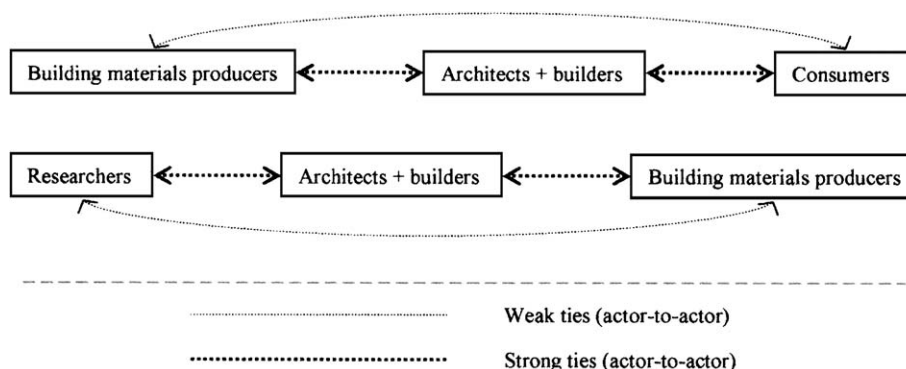 Building materials producers
Architects + builders
Consumers
Researchers
Architects + builders
Building materials producers
Weak ties (actor-to-actor)
Strong ties (actor-to-actor)